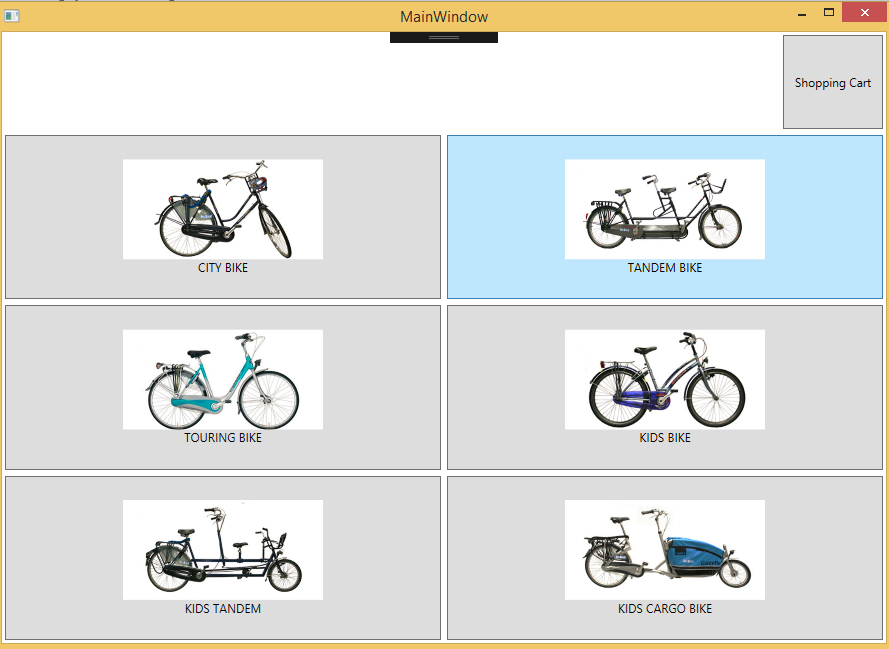 MainWindow
Shopping Cart
CITY BIKE
TANDEM BIKE
TOURING BIKE
KIDS BIKE
KIDS TANDEM
KIDS CARGO BIKE